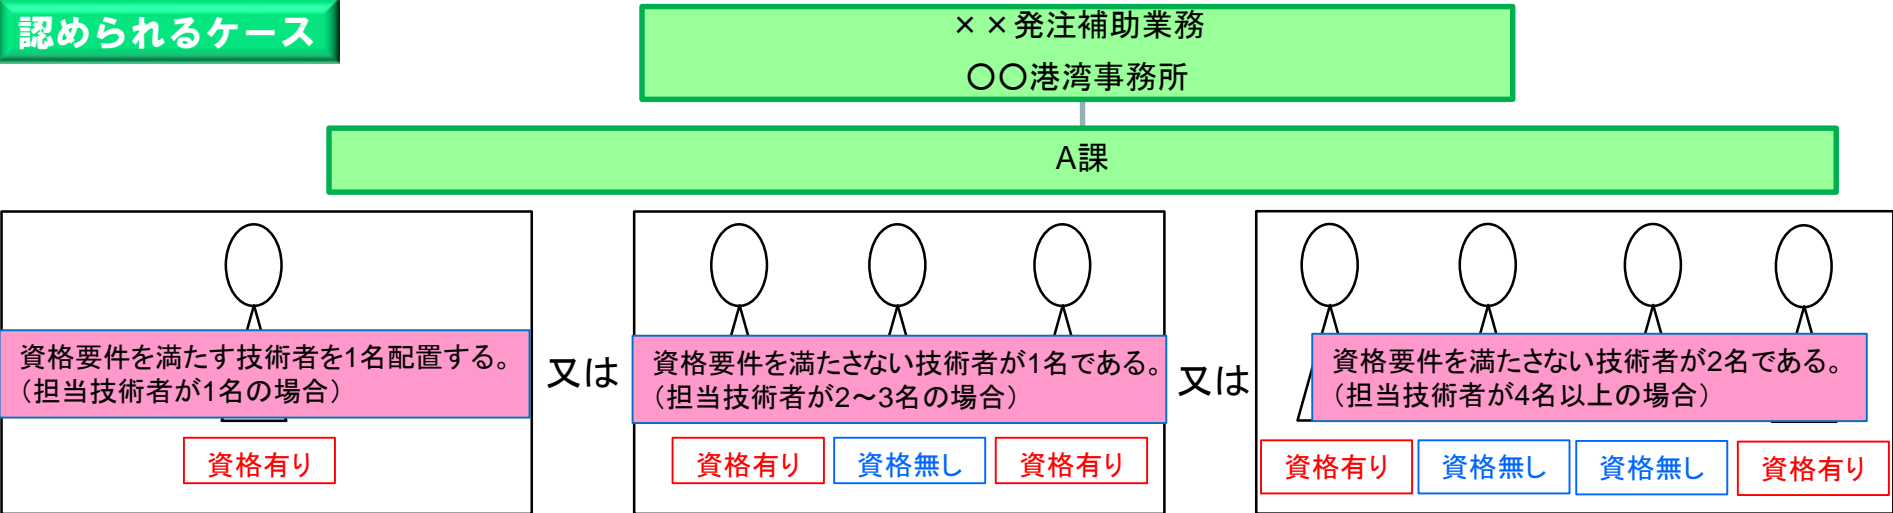 認められるケース
××発注補助業務
〇〇港湾事務所
A課
資格要件を満たす技術者を1名配置する。
（担当技術者が1名の場合）
資格有り
又は
資格要件を満たさない技術者が1名である。
（担当技術者が2～3名の場合）
資格有り
資格無し
資格有り
又は
資格要件を満たさない技術者が2名である。
（担当技術者が4名以上の場合）
資格有り
資格無し
資格無し
資格有り